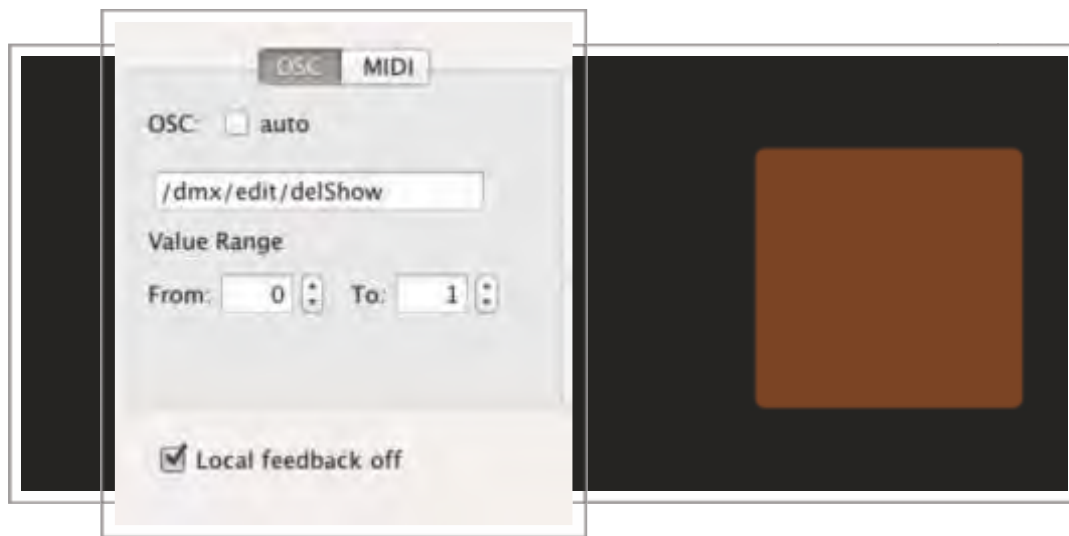 OSC MIDI
OSC: auto
/dmx/edit/delShow
Value Range
From: 0 To: 1
Local feedback off